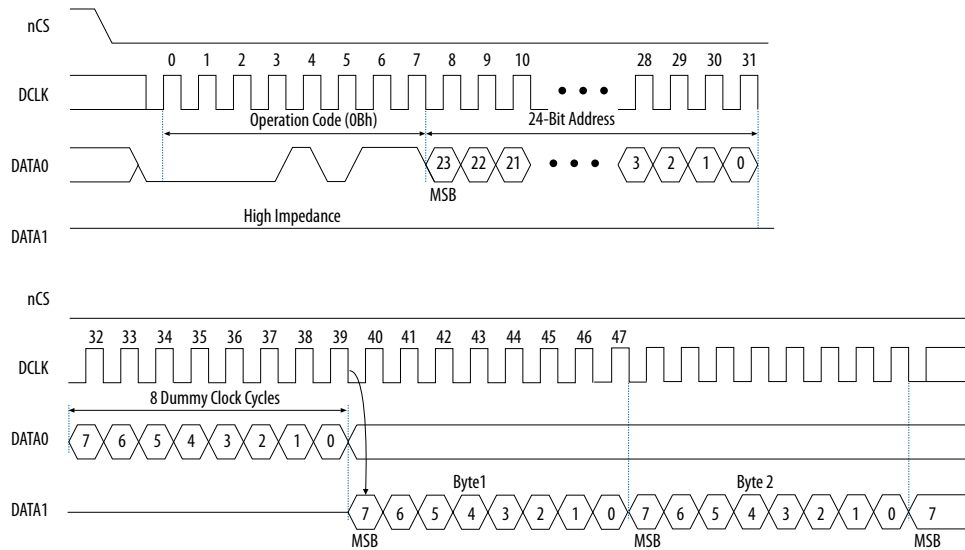 nCS
0 1 2 3 4 5 6 7 8 9 10 28 29 30 31
DCLK
Operation Code (0Bh) 24-Bit Address
DATA0 23 22 21 3 2 1 0
MSB
High Impedance
DATA1
nCS
32 33 34 35 36 37 38 39 40 41 42 43 44 45 46 47
DCLK
8 Dummy Clock Cycles
DATA0 7 6 5 4 3 2 1 0
Byte1 Byte 2
DATA1 7 6 5 4 3 2 1 0 7 6 5 4 3 2 1 0 7
MSB MSB MSB